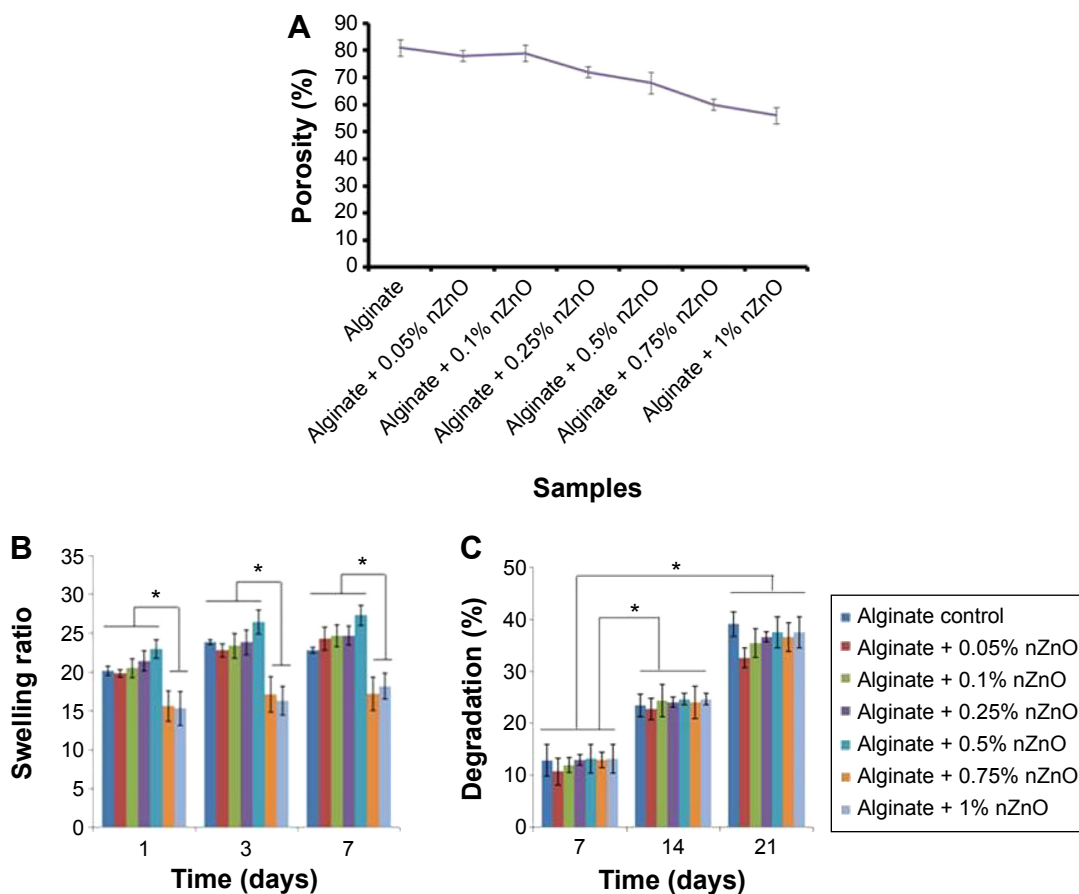 A
90
80
70
60
50
40
30
20
10
0
Porosity (%)
Alginate
Alginate + 0.05% nZnO
Alginate + 0.1% nZnO
Alginate + 0.25% nZnO
Alginate + 0.5% nZnO
Alginate + 0.75% nZnO
Alginate + 1% nZnO
Samples
B
35
30
25
20
15
10
5
0
Swelling ratio
*
*
*
1 3 7
Time (days)
C
50
40
30
20
10
0
Degradation (%)
*
*
7 14 21
Time (days)
Alginate control
Alginate + 0.05% nZnO
Alginate + 0.1% nZnO
Alginate + 0.25% nZnO
Alginate + 0.5% nZnO
Alginate + 0.75% nZnO
Alginate + 1% nZnO